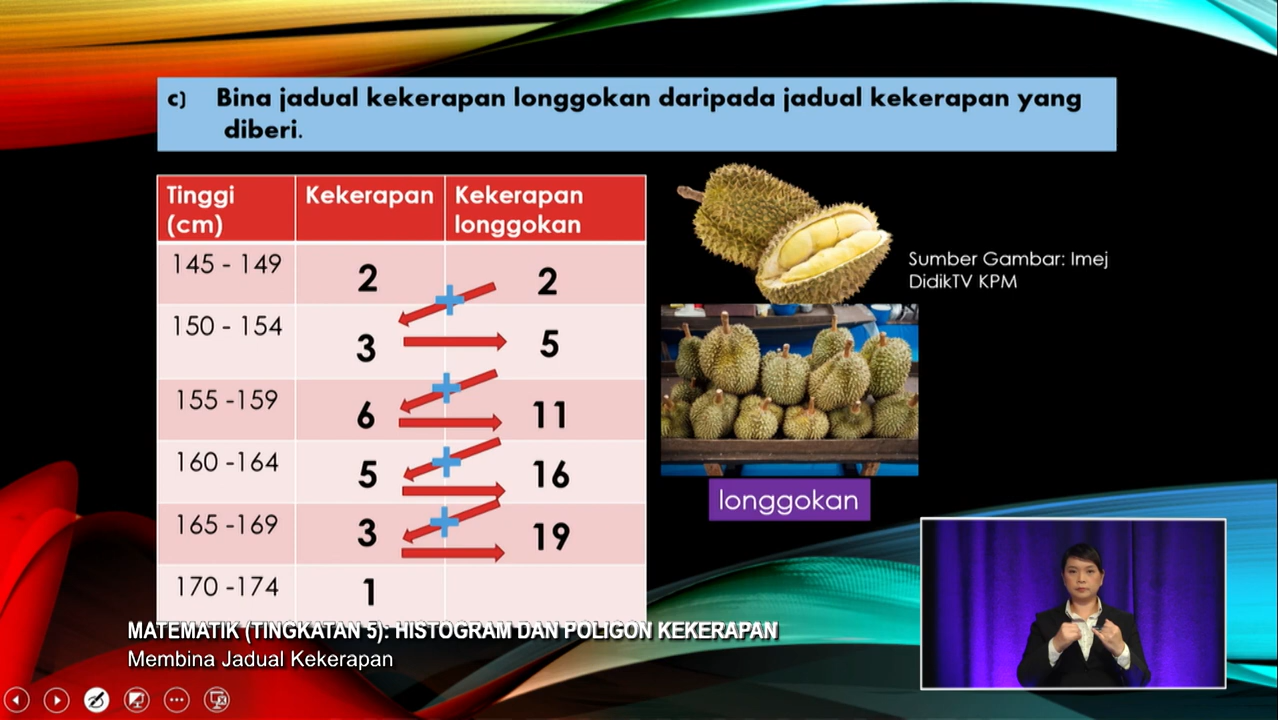 c) Bina jadual kekerapan longgokan daripada jadual kekerapan yang
diberi.
Tinggi (cm) Kekerapan Kekerapan longgokan
145 - 149 2 2
150 - 154 3 5
155 -159 6 11
160 -164 5 16
165 -169 3 19
170 -174 1
Sumber Gambar: Imej
DidikTV KPM
longgokan
MATEMATIK (TINGKATAN 5): HISTOGRAM DAN POLIGON KEKERAPAN
Membina Jadual Kekerapan